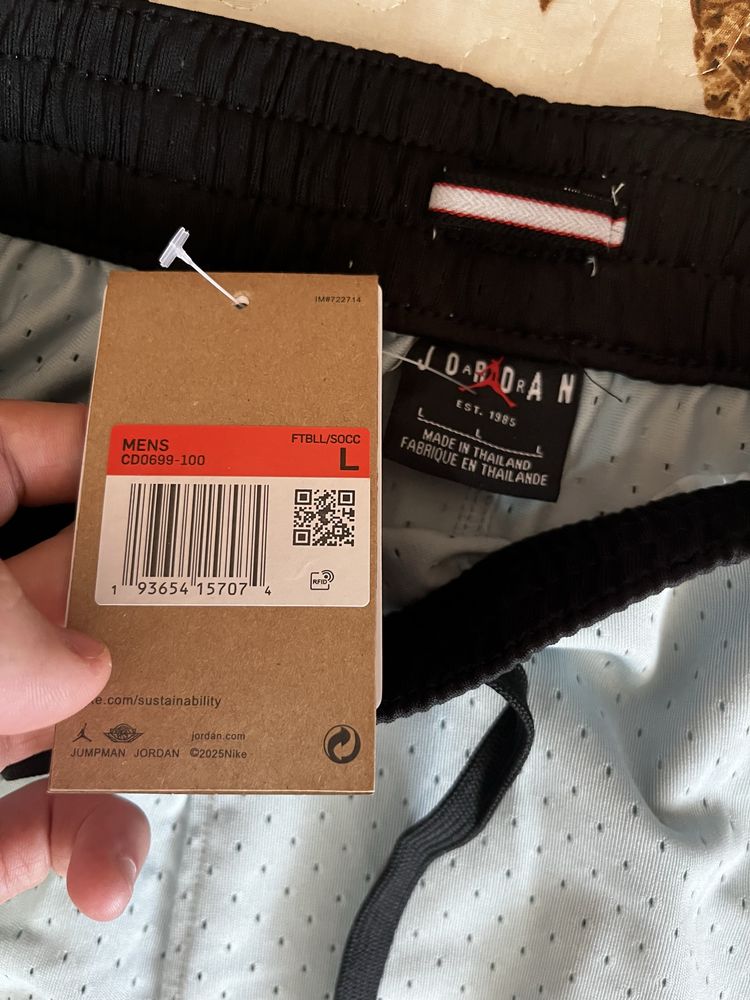 IM#722714
MENS
FTBLL/SOCC
CD0699-100
L
1 93654 15707 4
RFID
e.com/sustainability
jordan.com
JUMPMAN JORDAN ©2025Nike
JORDAN
EST. 1985
L L L
MADE IN THAILAND
FABRIQUE EN THAILANDE